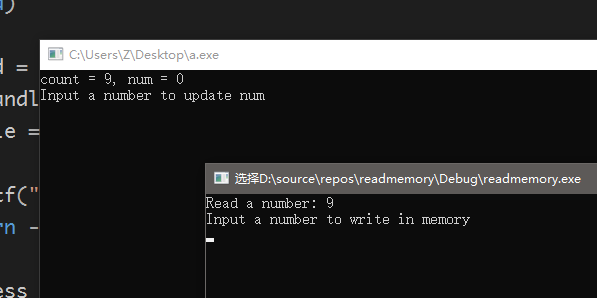 d)
C:\Users\Z\Desktop\a.exe
d =
count = 9, num = 0
Input a number to update num
andl
le =
选择D:\source\repos\readmemory\Debug\readmemory.exe
tf("
Read a number: 9
Input a number to write in memory
rn -
ess